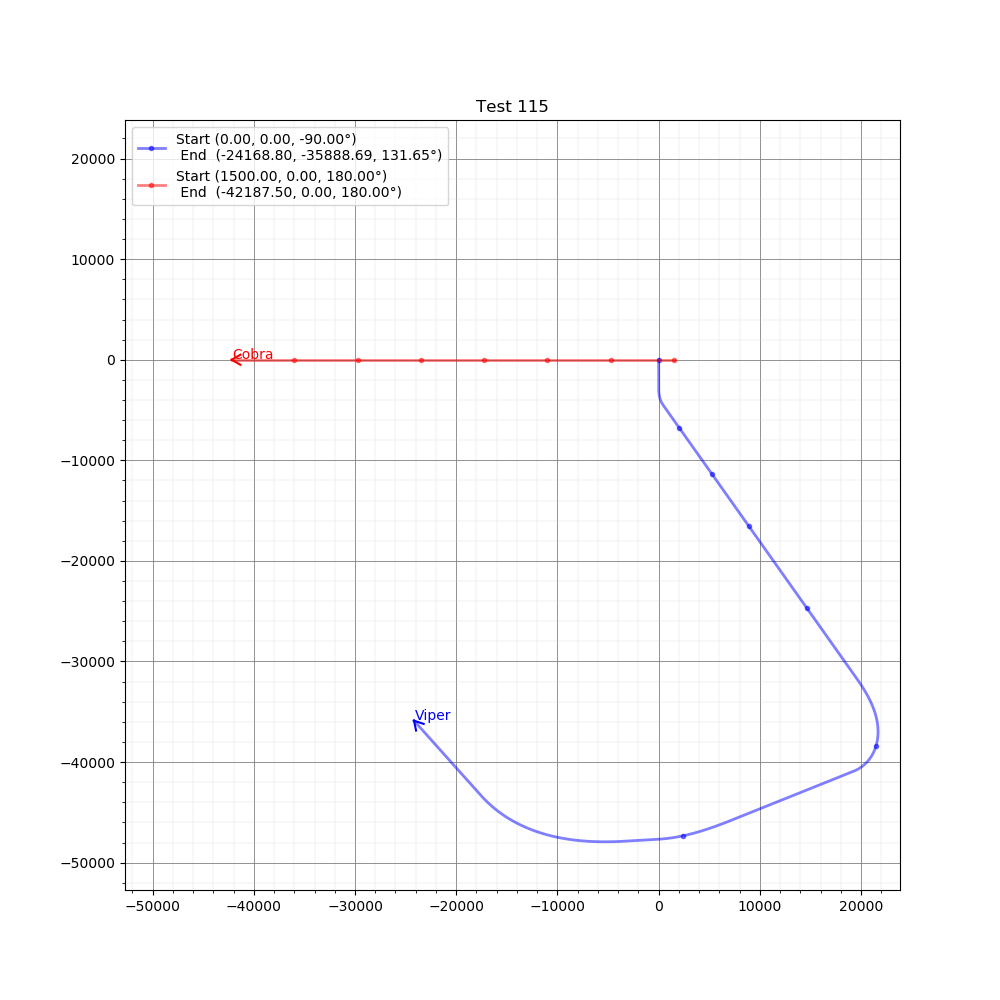 Test 115
Start (0.00, 0.00, -90.00°)
End (-24168.80, -35888.69, 131.65°)
Start (1500.00, 0.00, 180.00°)
End (-42187.50, 0.00, 180.00°)
20000
10000
0
−10000
−20000
−30000
−40000
−50000
Cobra
Viper
−50000 −40000 −30000 −20000 −10000 0 10000 20000